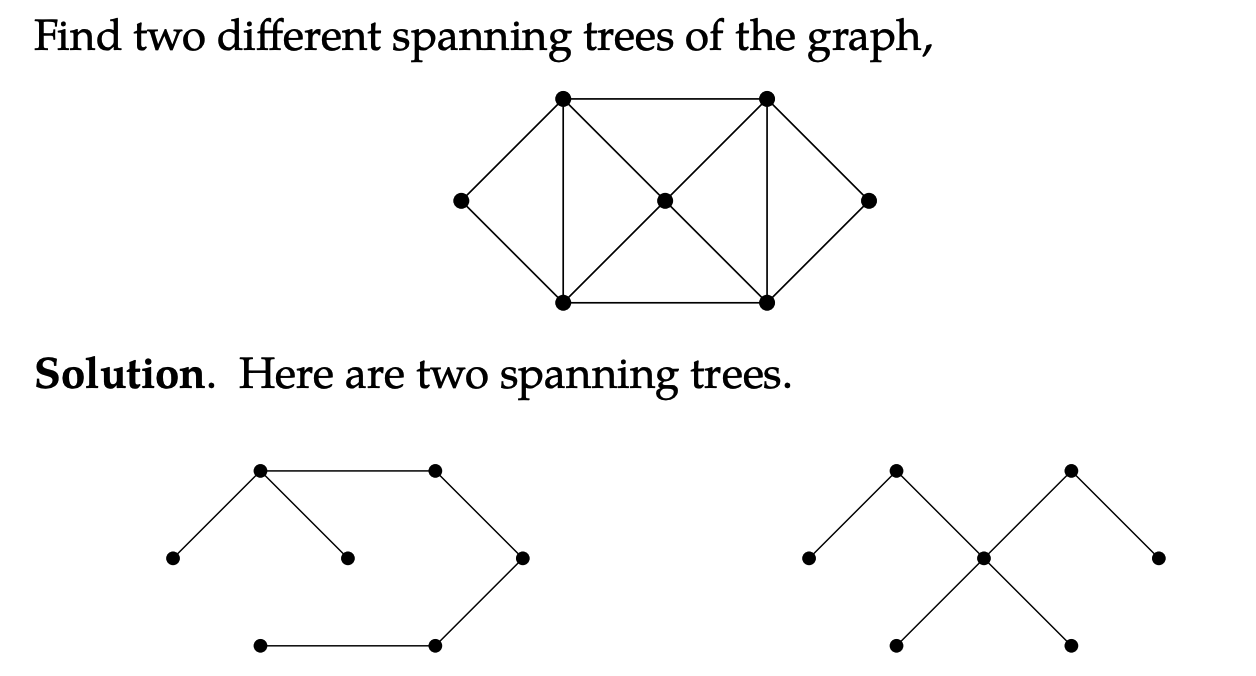 Find two different spanning trees of the graph,
Solution. Here are two spanning trees.